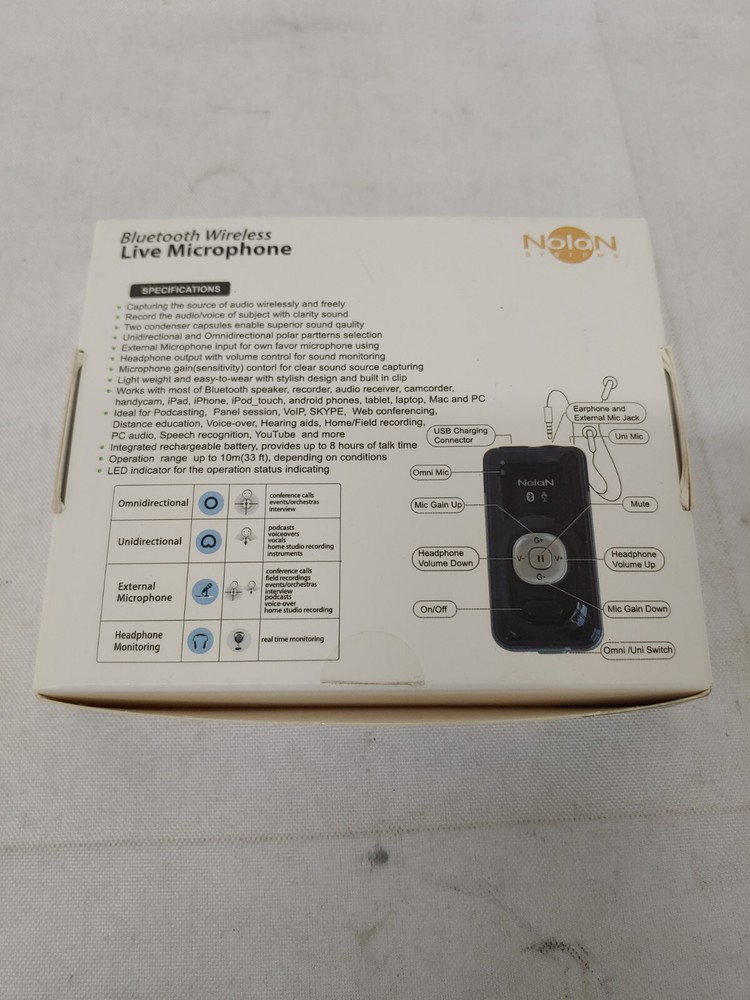 Bluetooth Wireless
Live Microphone
NolaN
SYSTEMS
SPECIFICATIONS
Capturing the source of audio wirelessly and freely
Record the audio/voice of subject with clarity sound
Two condenser capsules enable superior sound qaulity
Unidirectional and Omnidirectional polar partterns selection
External Microphone input for own favor microphone using
Headphone output with volume control for sound monitoring
Microphone gain(sensitivity) contorl for clear sound source capturing
Light weight and easy-to-wear with stylish design and built in clip
Works with most of Bluetooth speaker, recorder, audio receiver, camcorder,
handycam, iPad, iPhone, iPod_touch, android phones, tablet, laptop, Mac and PC
Ideal for Podcasting, Panel session, VoIP, SKYPE, Web conferencing,
Distance education, Voice-over, Hearing aids, Home/Field recording,
PC audio, Speech recognition, YouTube and more
Integrated rechargeable battery, provides up to 8 hours of talk time
Operation range up to 10m(33 ft), depending on conditions
LED indicator for the operation status indicating
Omnidirectional
conference calls
events/orchestras
interview
Unidirectional
podcasts
voiceovers
vocals
home studio recording
instruments
External
Microphone
conference calls
field recordings
events/orchestras
interview
podcasts
voice-over
home studio recording
Headphone
Monitoring
real time monitoring
Earphone and
External Mic Jack
USB Charging
Connector
Uni Mic
Omni Mic
NolaN
Mic Gain Up
Mute
G+
Headphone
Volume Down
V-
V+
Headphone
Volume Up
G-
On/Off
Mic Gain Down
Omni /Uni Switch